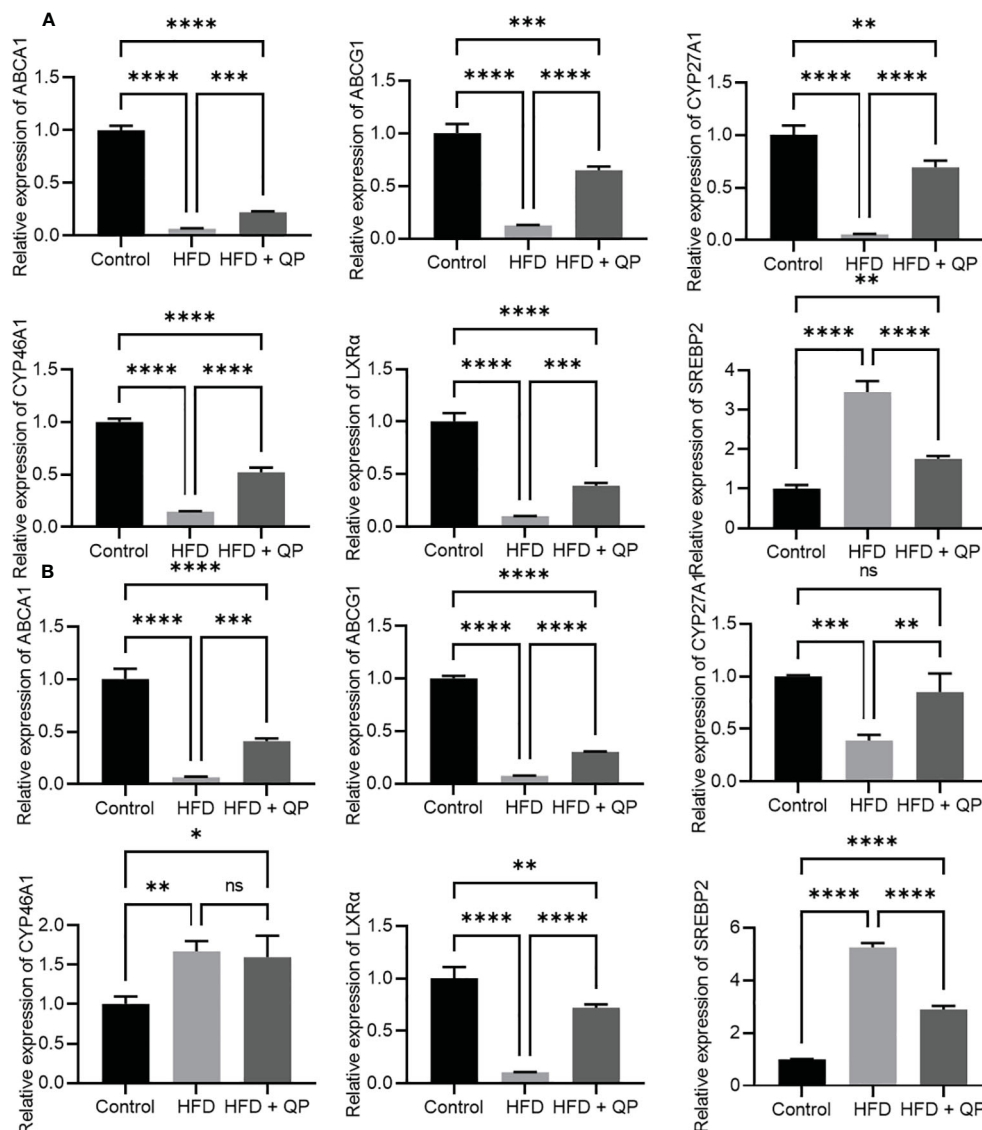 A
**** *** **
**** *** **** **** **** ****
Relative expression of ABCA1
1.5
1.0
0.5
0.0
Control HFD HFD + QP
Relative expression of ABCG1
1.5
1.0
0.5
0.0
Control HFD HFD + QP
Relative expression of CYP27A1
1.5
1.0
0.5
0.0
Control HFD HFD + QP
**** **** **
**** **** **** *** **** ****
Relative expression of CYP46A1
1.5
1.0
0.5
0.0
Control HFD HFD + QP
Relative expression of LXRα
1.5
1.0
0.5
0.0
Control HFD HFD + QP
Relative expression of SREBP2
4
3
2
1
0
Control HFD HFD + QP
B
**** **** ns
**** *** **** **** *** **
Relative expression of ABCA1
1.5
1.0
0.5
0.0
Control HFD HFD + QP
Relative expression of ABCG1
1.5
1.0
0.5
0.0
Control HFD HFD + QP
Relative expression of CYP27A1
1.5
1.0
0.5
0.0
Control HFD HFD + QP
* ** ****
** ns **** **** **** ****
Relative expression of CYP46A1
2.0
1.5
1.0
0.5
0.0
Control HFD HFD + QP
Relative expression of LXRα
1.5
1.0
0.5
0.0
Control HFD HFD + QP
Relative expression of SREBP2
6
4
2
0
Control HFD HFD + QP